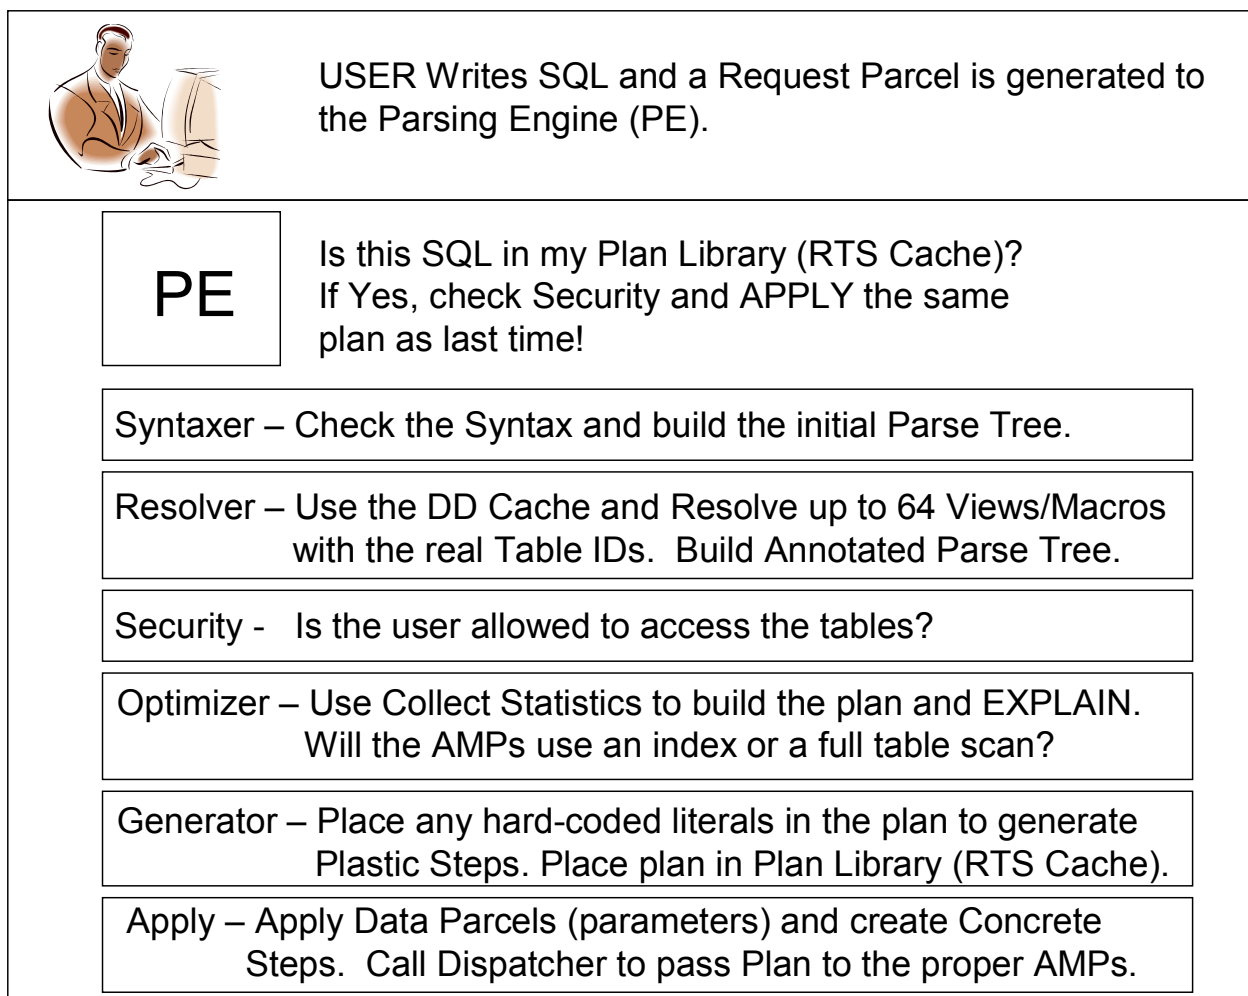 USER Writes SQL and a Request Parcel is generated to
the Parsing Engine (PE).
PE
Is this SQL in my Plan Library (RTS Cache)?
If Yes, check Security and APPLY the same
plan as last time!
Syntaxer – Check the Syntax and build the initial Parse Tree.
Resolver – Use the DD Cache and Resolve up to 64 Views/Macros
with the real Table IDs. Build Annotated Parse Tree.
Security - Is the user allowed to access the tables?
Optimizer – Use Collect Statistics to build the plan and EXPLAIN.
Will the AMPs use an index or a full table scan?
Generator – Place any hard-coded literals in the plan to generate
Plastic Steps. Place plan in Plan Library (RTS Cache).
Apply – Apply Data Parcels (parameters) and create Concrete
Steps. Call Dispatcher to pass Plan to the proper AMPs.